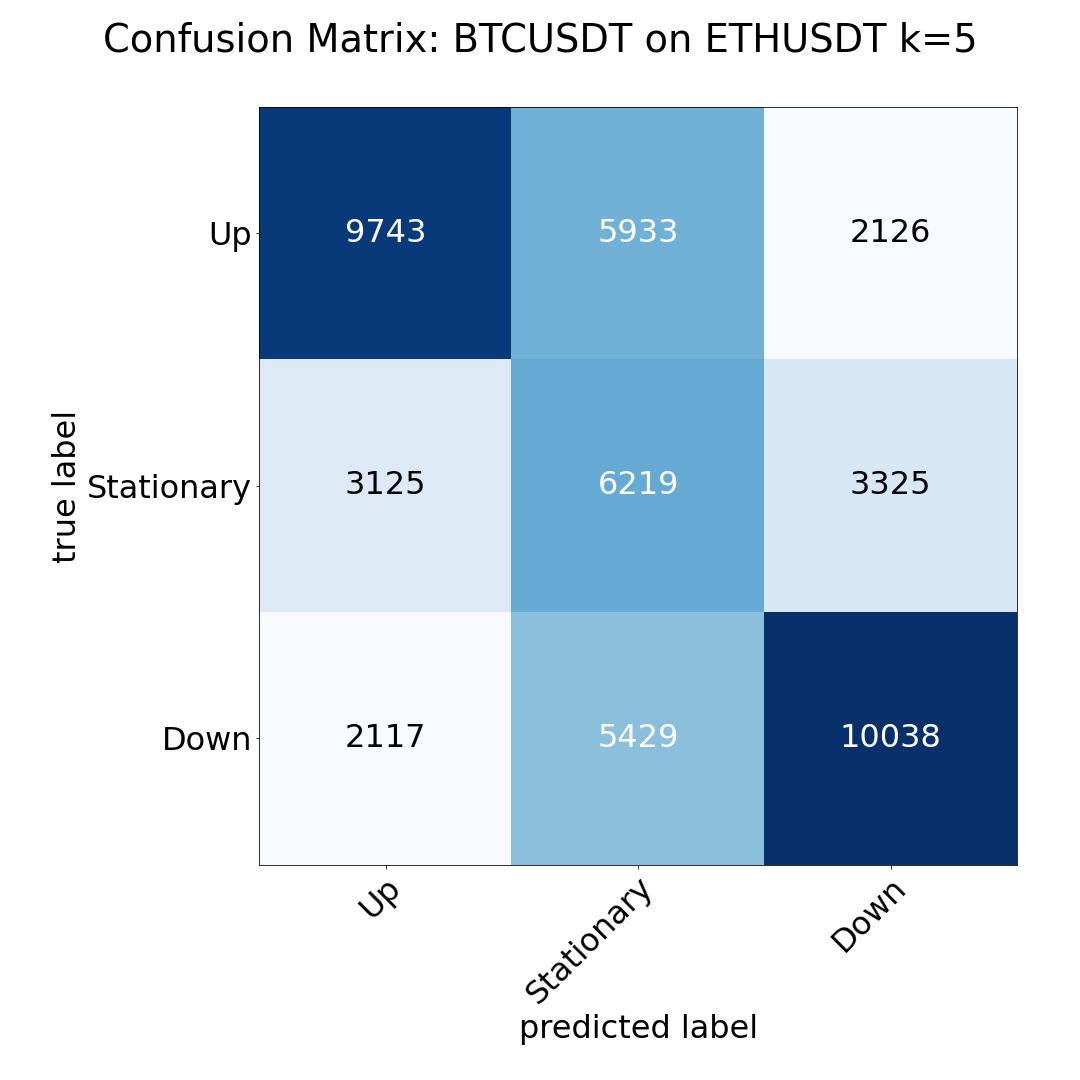 Confusion Matrix: BTCUSDT on ETHUSDT k=5
true label
Up
9743 5933 2126
Stationary
3125 6219 3325
Down
2117 5429 10038
Up Stationary Down
predicted label